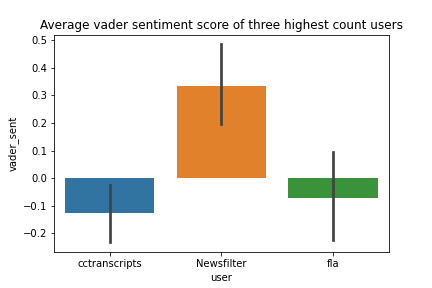 Average vader sentiment score of three highest count users
0.5
0.4
0.3
0.2
0.1
0.0
−0.1
−0.2
vader_sent
cctranscripts Newsfilter fla
user